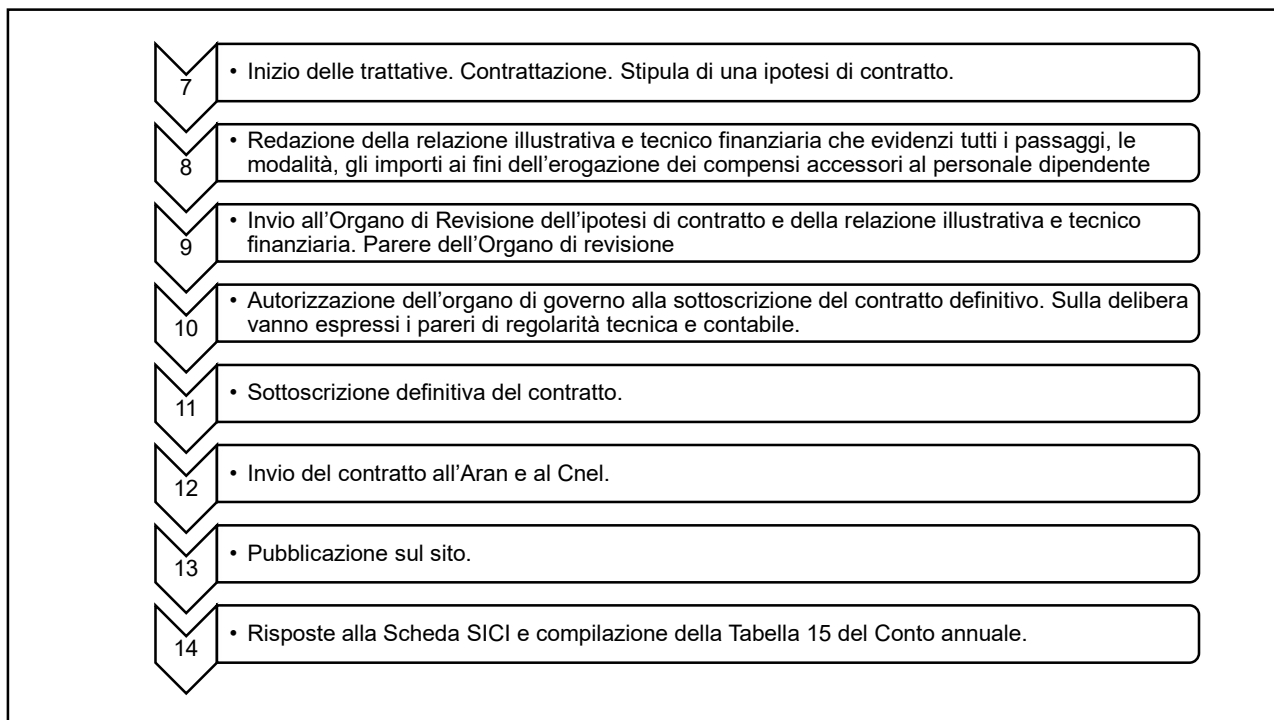 7
• Inizio delle trattative. Contrattazione. Stipula di una ipotesi di contratto.
8
• Redazione della relazione illustrativa e tecnico finanziaria che evidenzi tutti i passaggi, le
modalità, gli importi ai fini dell’erogazione dei compensi accessori al personale dipendente
9
• Invio all’Organo di Revisione dell’ipotesi di contratto e della relazione illustrativa e tecnico
finanziaria. Parere dell’Organo di revisione
10
• Autorizzazione dell’organo di governo alla sottoscrizione del contratto definitivo. Sulla delibera
vanno espressi i pareri di regolarità tecnica e contabile.
11
• Sottoscrizione definitiva del contratto.
12
• Invio del contratto all’Aran e al Cnel.
13
• Pubblicazione sul sito.
14
• Risposte alla Scheda SICI e compilazione della Tabella 15 del Conto annuale.